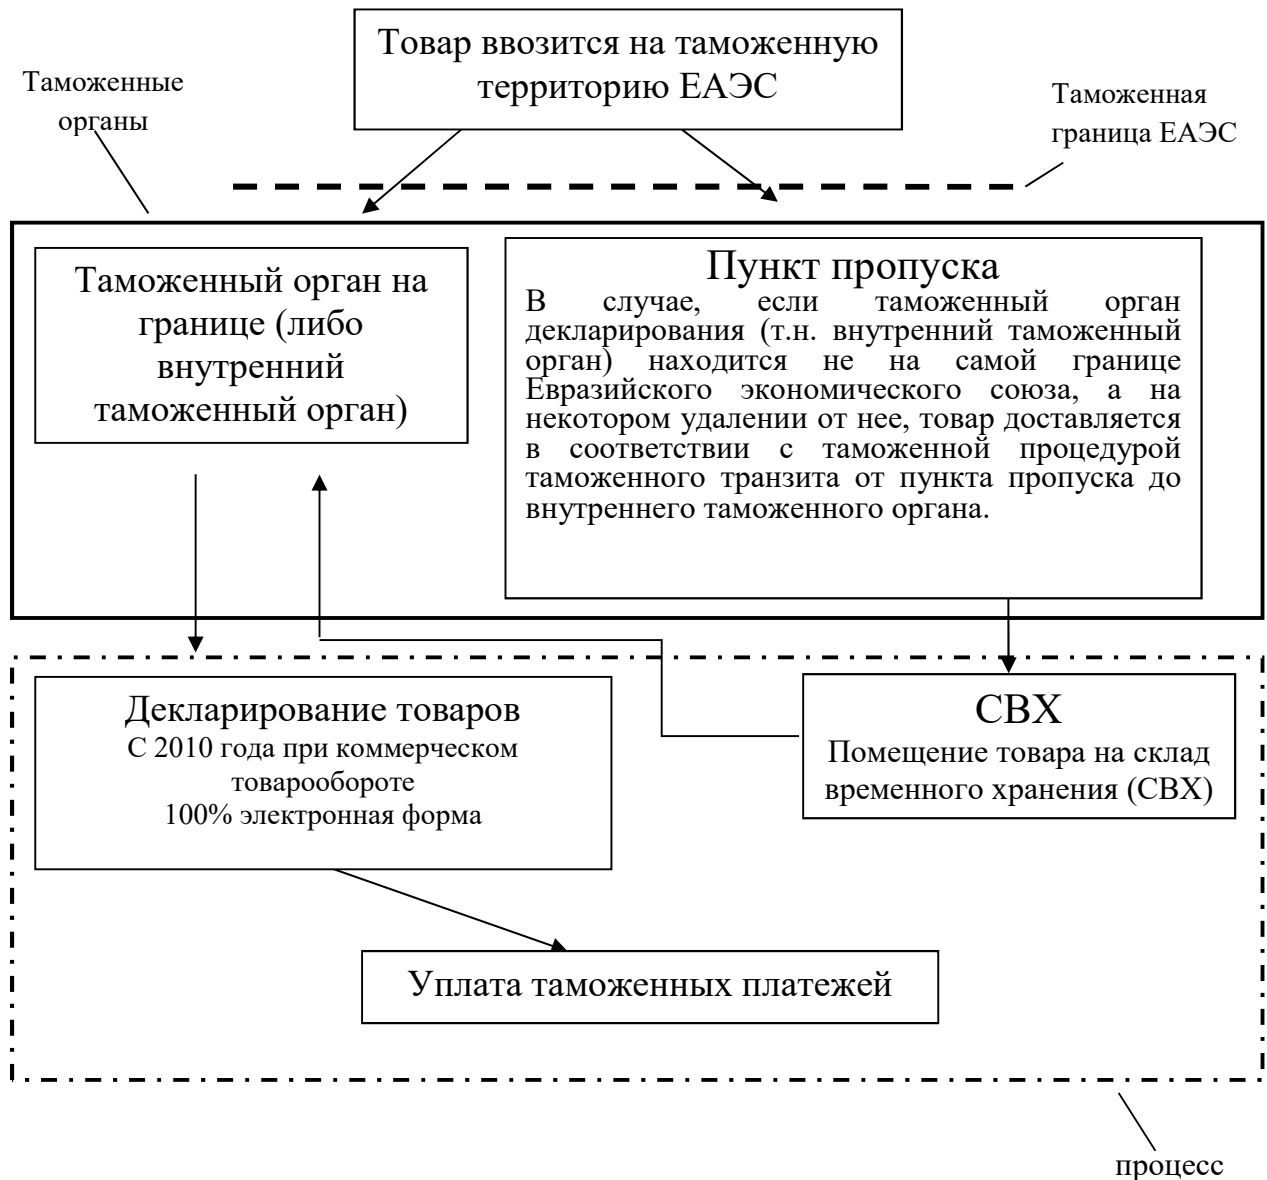 Товар ввозится на таможенную
территорию ЕАЭС
Таможенные
органы
Таможенная
граница ЕАЭС
Таможенный орган на
границе (либо
внутренний
таможенный орган)
Пункт пропуска
В случае, если таможенный орган
декларирования (т.н. внутренний таможенный
орган) находится не на самой границе
Евразийского экономического союза, а на
некотором удалении от нее, товар доставляется
в соответствии с таможенной процедурой
таможенного транзита от пункта пропуска до
внутреннего таможенного органа.
Декларирование товаров
С 2010 года при коммерческом
товарообороте
100% электронная форма
СВХ
Помещение товара на склад
временного хранения (СВХ)
Уплата таможенных платежей
процесс